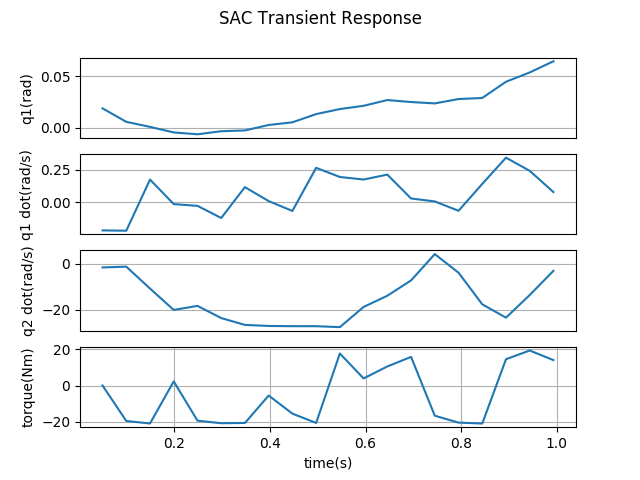 SAC Transient Response
q1(rad)
0.05
0.00
q1 dot(rad/s)
0.25
0.00
q2 dot(rad/s)
0
−20
torque(Nm)
20
0
−20
0.2 0.4 0.6 0.8 1.0
time(s)